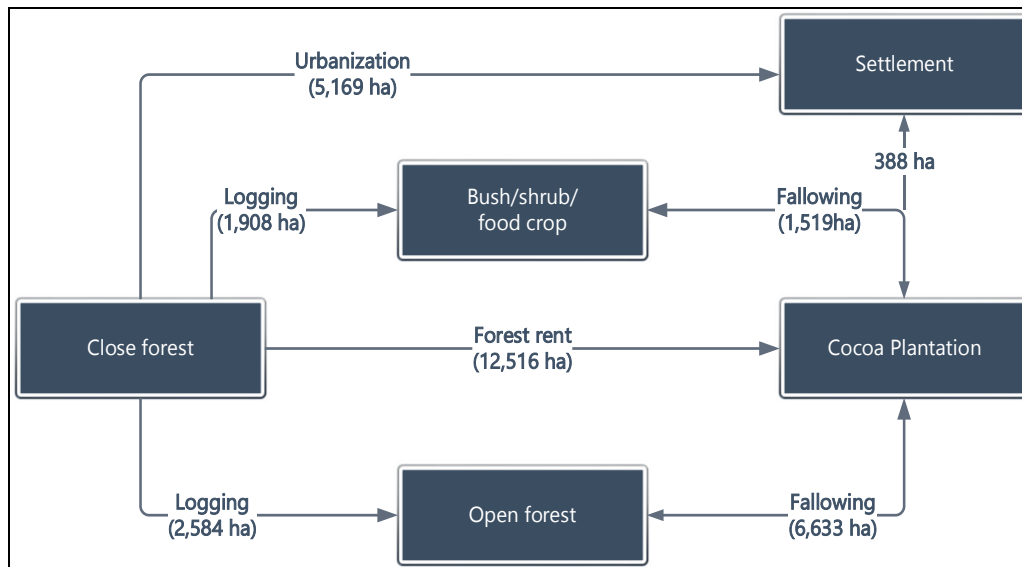 Urbanization
(5,169 ha)
Settlement
388 ha
Logging
(1,908 ha)
Bush/shrub/
food crop
Fallowing
(1,519ha)
Close forest
Forest rent
(12,516 ha)
Cocoa Plantation
Logging
(2,584 ha)
Open forest
Fallowing
(6,633 ha)